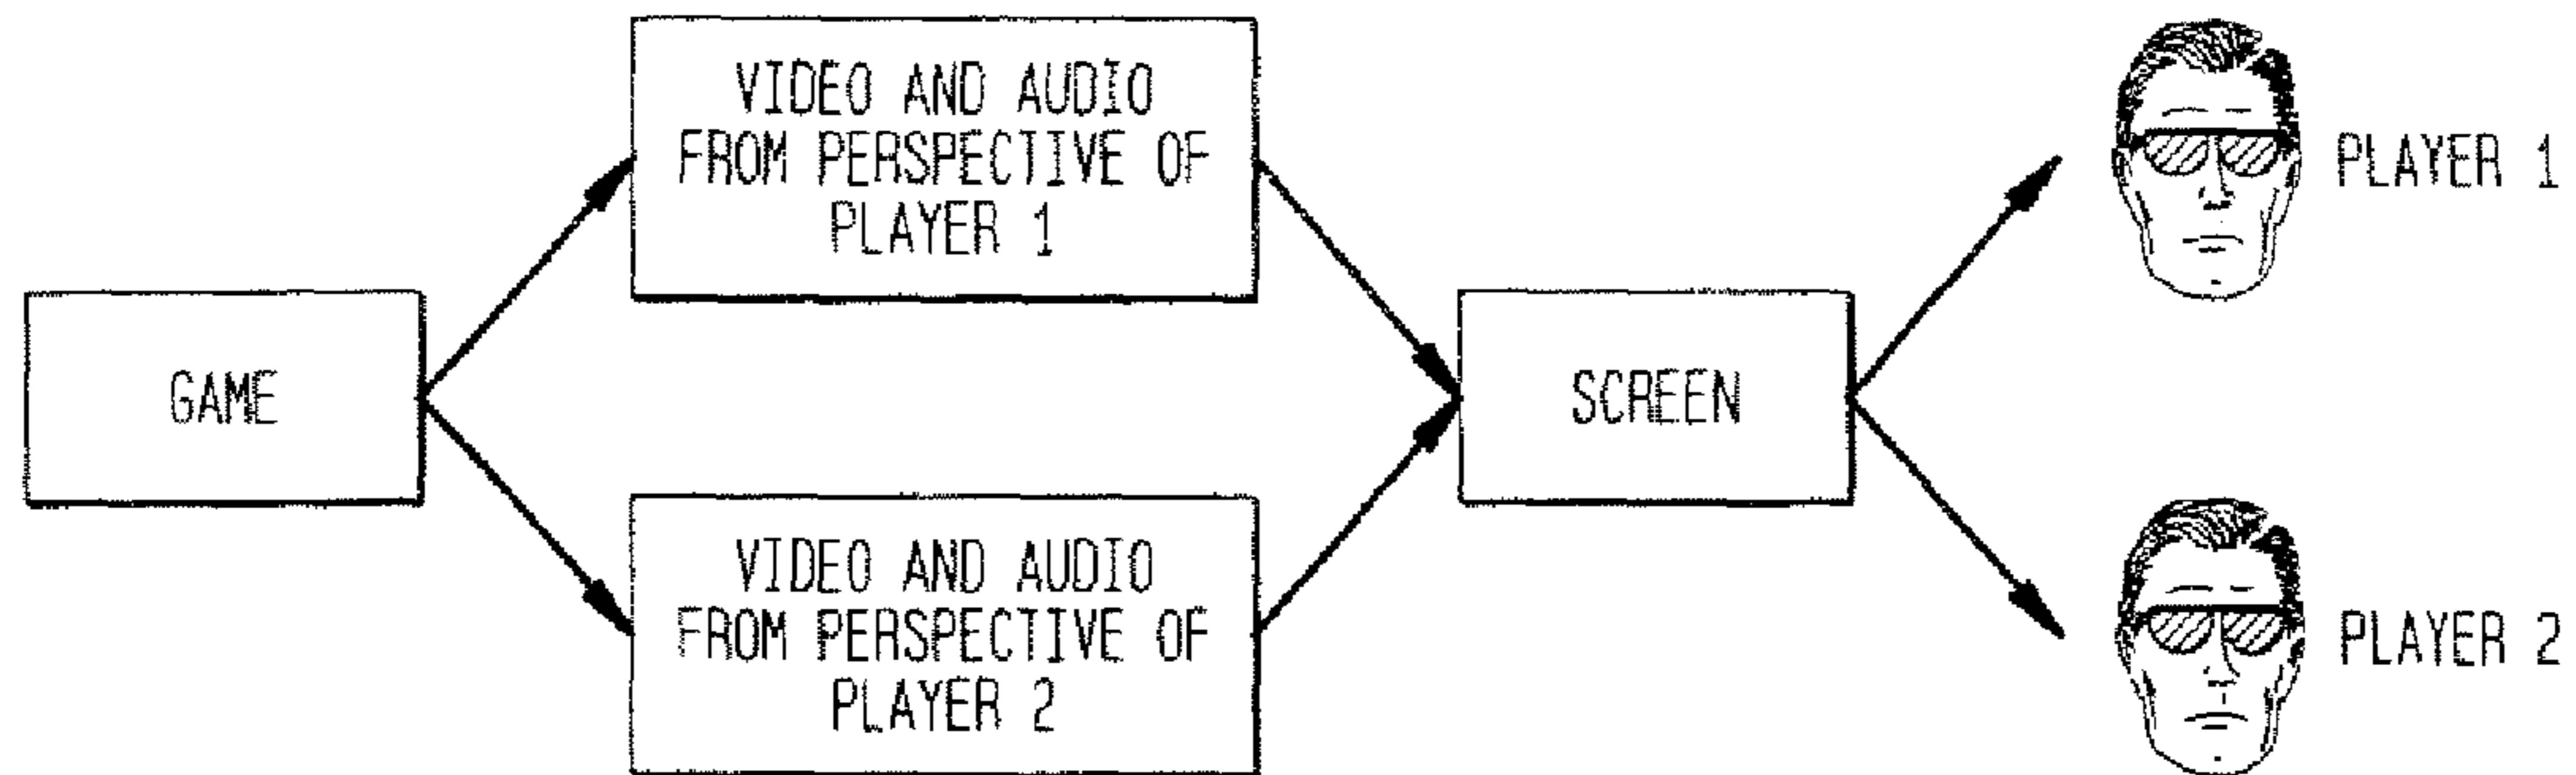 VIDEO AND AUDIO
FROM PERSPECTIVE OF
PLAYER 1
PLAYER 1
GAME
SCREEN
VIDEO AND AUDIO
FROM PERSPECTIVE OF
PLAYER 2
PLAYER 2